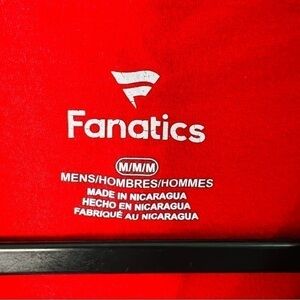 Fanatics
M/M/M
MENS/HOMBRES/HOMMES
MADE IN NICARAGUA
HECHO EN NICARAGUA
FABRIQUÉ AU NICARAGUA